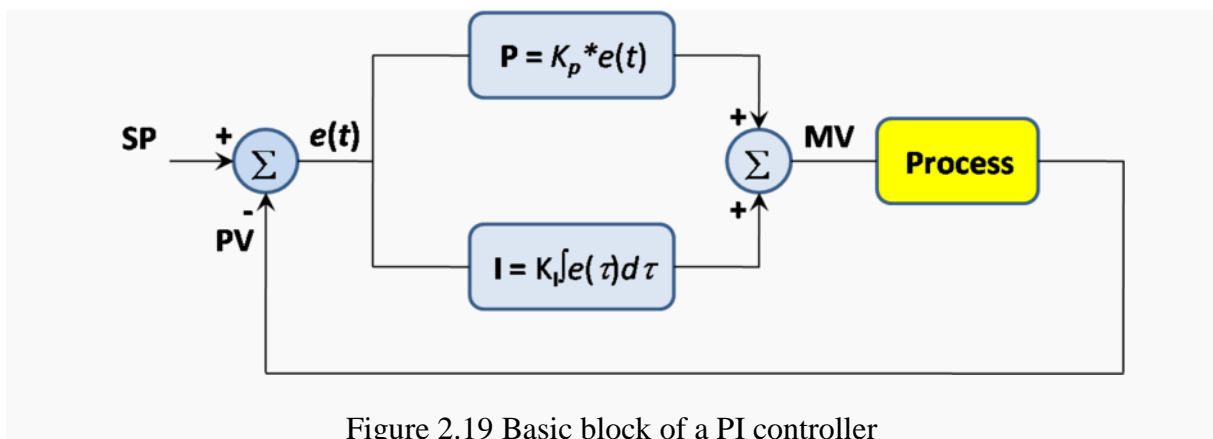 P = Kp*e(t)
SP
+
Σ
e(t)
+
Σ
MV
Process
-
PV
+
I = KI∫e(τ)dτ
Figure 2.19 Basic block of a PI controller